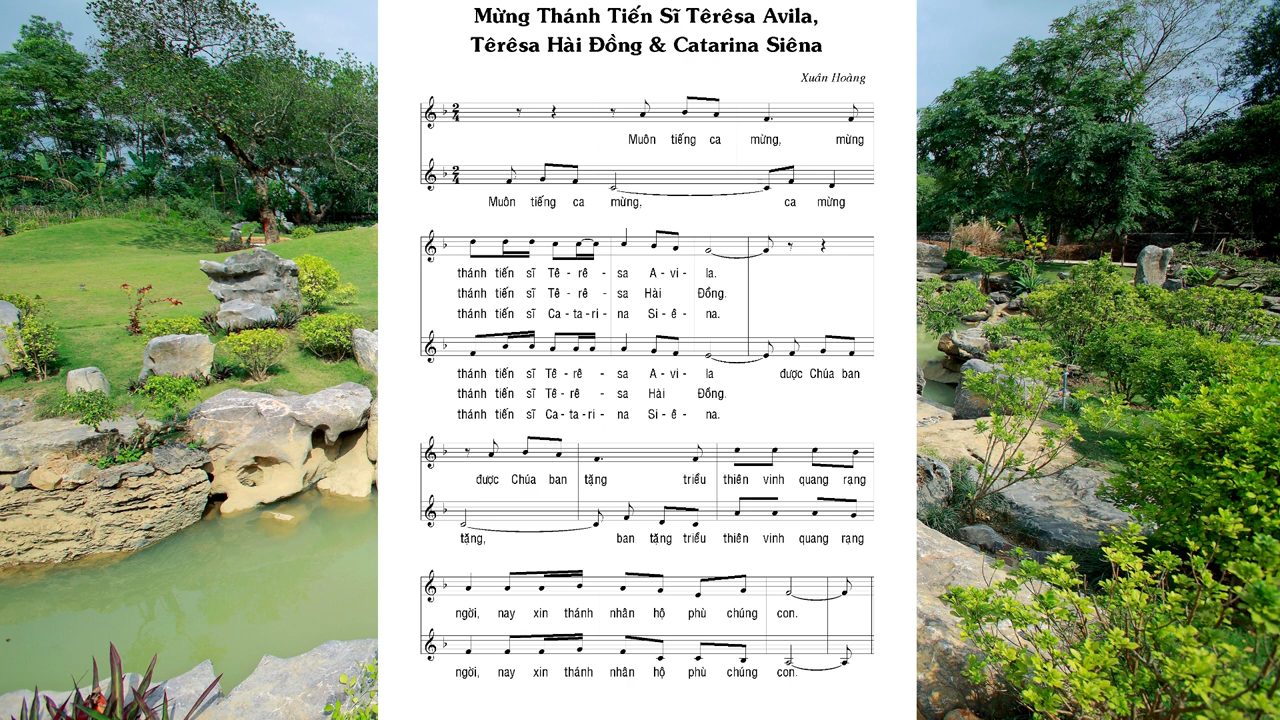 Mừng Thánh Tiến Sĩ Têrêsa Avila,
Têrêsa Hài Đồng & Catarina Siêna
Xuân Hoàng
2 4
Muôn tiếng ca mừng, mừng
2 4
Muôn tiếng ca mừng, ca mừng
thánh tiến sĩ Tê - rê - sa A - vi - la.
thánh tiến sĩ Tê - rê - sa Hài Đồng.
thánh tiến sĩ Ca - ta - ri - na Si - ê - na.
thánh tiến sĩ Tê - rê - sa A - vi - la được Chúa ban
thánh tiến sĩ Tê - rê - sa Hài Đồng.
thánh tiến sĩ Ca - ta - ri - na Si - ê - na.
được Chúa ban tặng triều thiên vinh quang rạng
tặng, ban tặng triều thiên vinh quang rạng
ngời, nay xin thánh nhân hộ phù chúng con.
ngời, nay xin thánh nhân hộ phù chúng con.